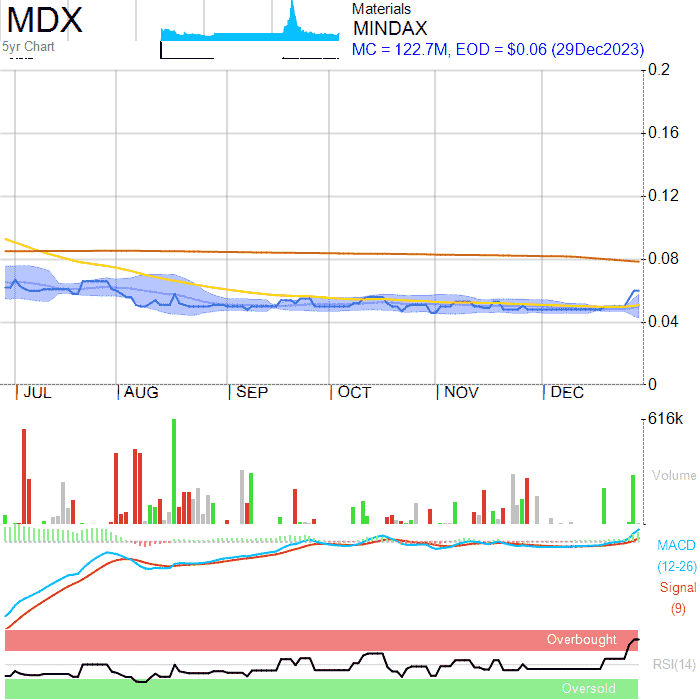 MDX
5yr Chart
Materials
MINDAX
MC = 122.7M, EOD = $0.06 (29Dec2023)
0.2
0.16
0.12
0.08
0.04
0
JUL AUG SEP OCT NOV DEC
616k
Volume
MACD
(12-26)
Signal
(9)
Overbought
RSI(14)
Oversold